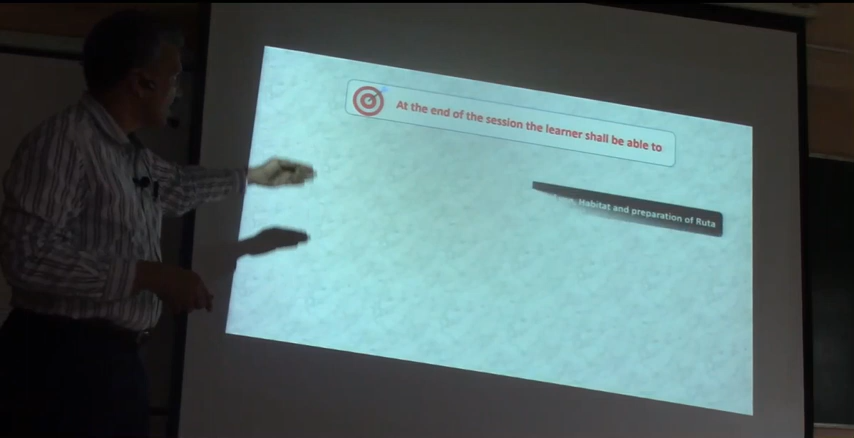 At the end of the session the learner shall be able to
Habitat and preparation of Ruta